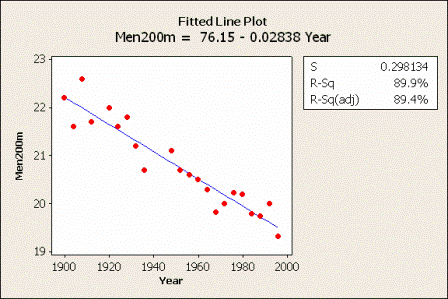 Fitted Line Plot
Men200m = 76.15 - 0.02838 Year
S 0.298134
R-Sq 89.9%
R-Sq(adj) 89.4%
23
22
21
20
19
Men200m
1900 1920 1940 1960 1980 2000
Year